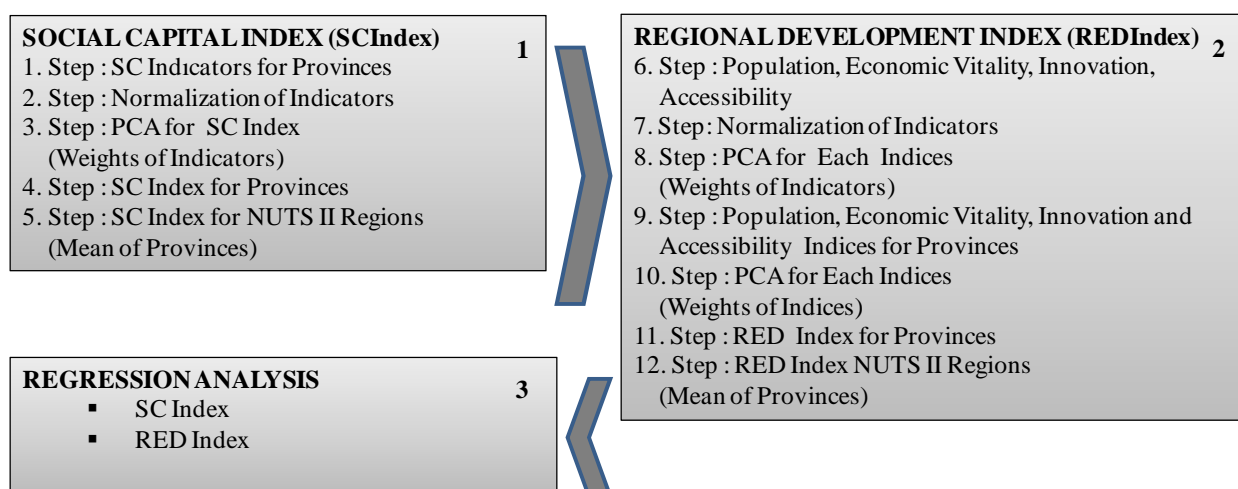 SOCIAL CAPITAL INDEX (SCIndex)
1
1. Step : SC Indıcators for Provinces
2. Step : Normalization of Indicators
3. Step : PCA for SC Index
(Weights of Indicators)
4. Step : SC Index for Provinces
5. Step : SC Index for NUTS II Regions
(Mean of Provinces)
REGIONAL DEVELOPMENT INDEX (REDIndex)
2
6. Step : Population, Economic Vitality, Innovation,
Accessibility
7. Step: Normalization of Indicators
8. Step : PCA for Each Indices
(Weights of Indicators)
9. Step : Population, Economic Vitality, Innovation and
Accessibility Indices for Provinces
10. Step : PCA for Each Indices
(Weights of Indices)
11. Step : RED Index for Provinces
12. Step : RED Index NUTS II Regions
(Mean of Provinces)
REGRESSION ANALYSIS
3
▪ SC Index
▪ RED Index